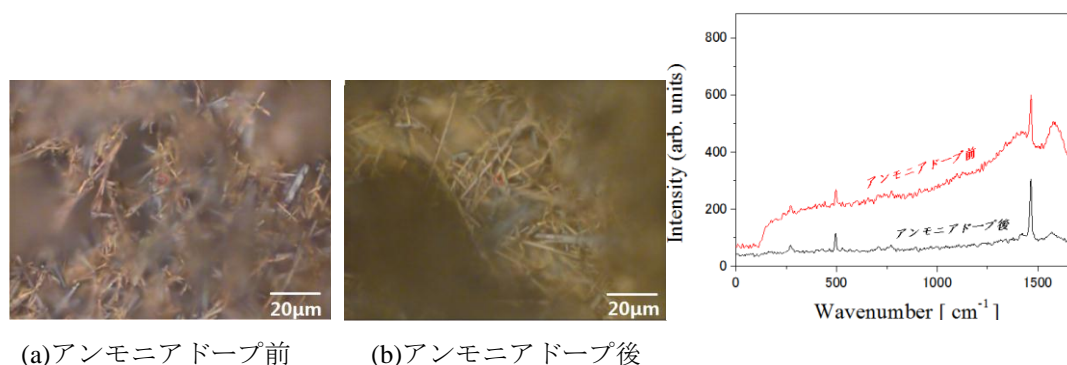 20μm
(a)アンモニアドープ前
20μm
(b)アンモニアドープ後
Intensity (arb. units)
800
600
400
200
0
アンモニアドープ前
アンモニアドープ後
0
500
1000
1500
Wavenumber [ cm⁻¹ ]